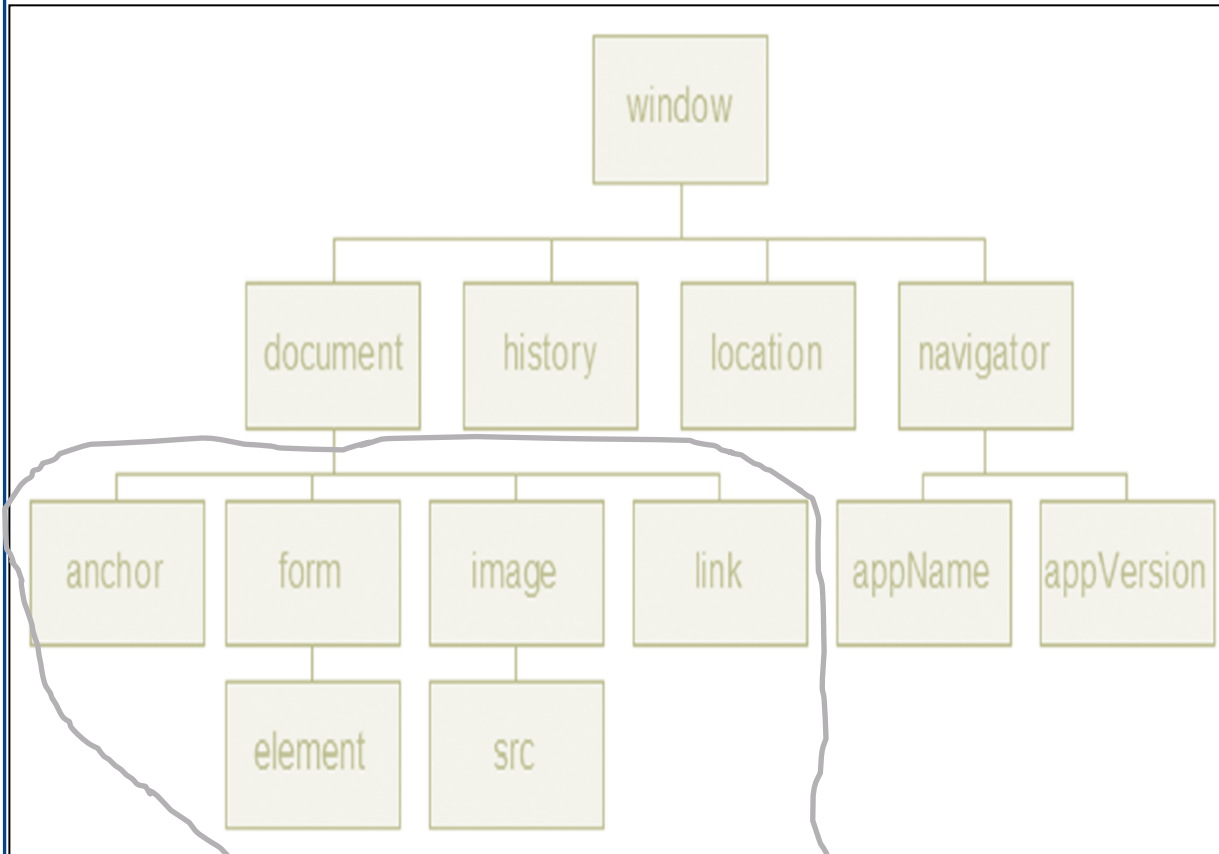 window
document history location navigator
anchor form image link appName appVersion
element src